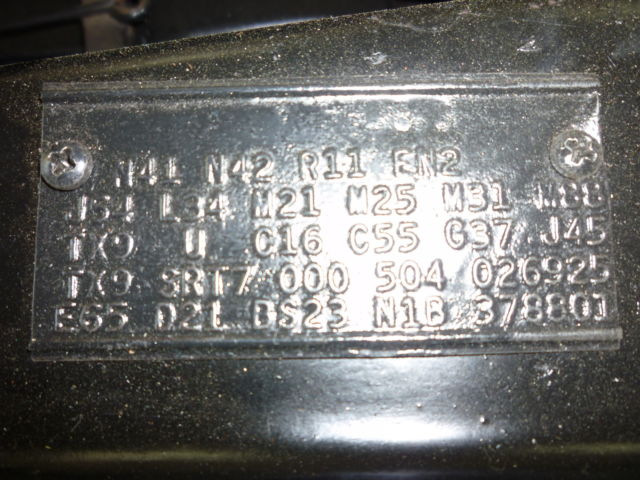 N41 N42 R11 EN2
J54 L34 M21 M25 M31 M88
TX9 U C16 C55 G37 J45
TX9 SRT7 000 504 026925
E65 D21 BS23 N1B 378801